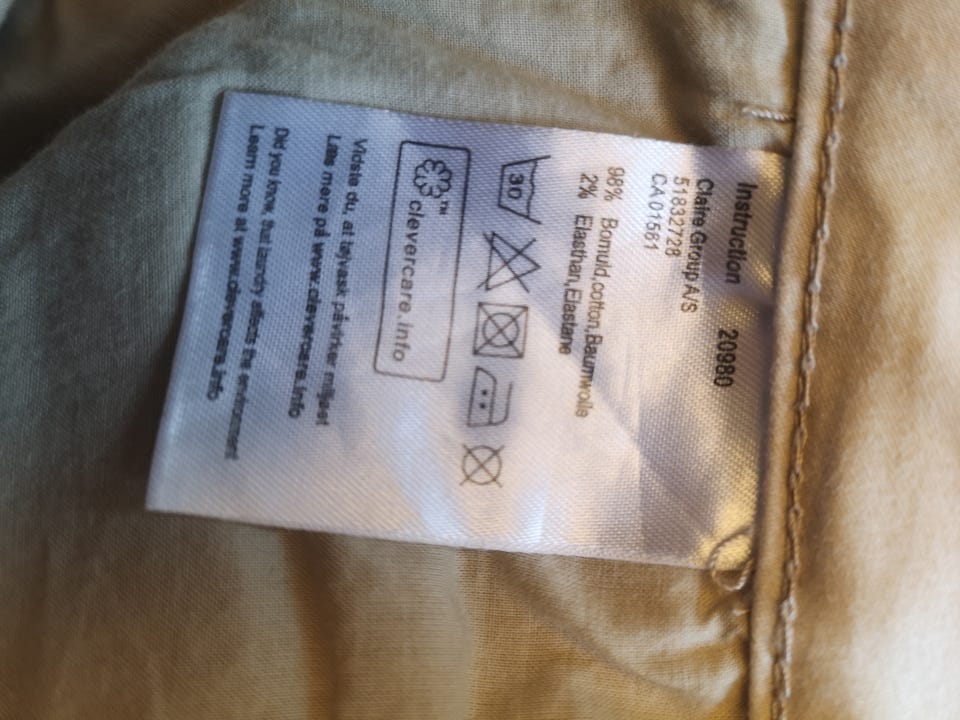 Instruction 20980
Claire Group A/S
51832728
CA01561
98% Bomuld,cotton,Baumwolle
2% Elasthan,Elastane
30
clevercare.info™
Vidste du, at tøjvask påvirker miljøet
Læs mere på www.clevercare.info
Did you know, that laundry affects the environment
Learn more at www.clevercare.info